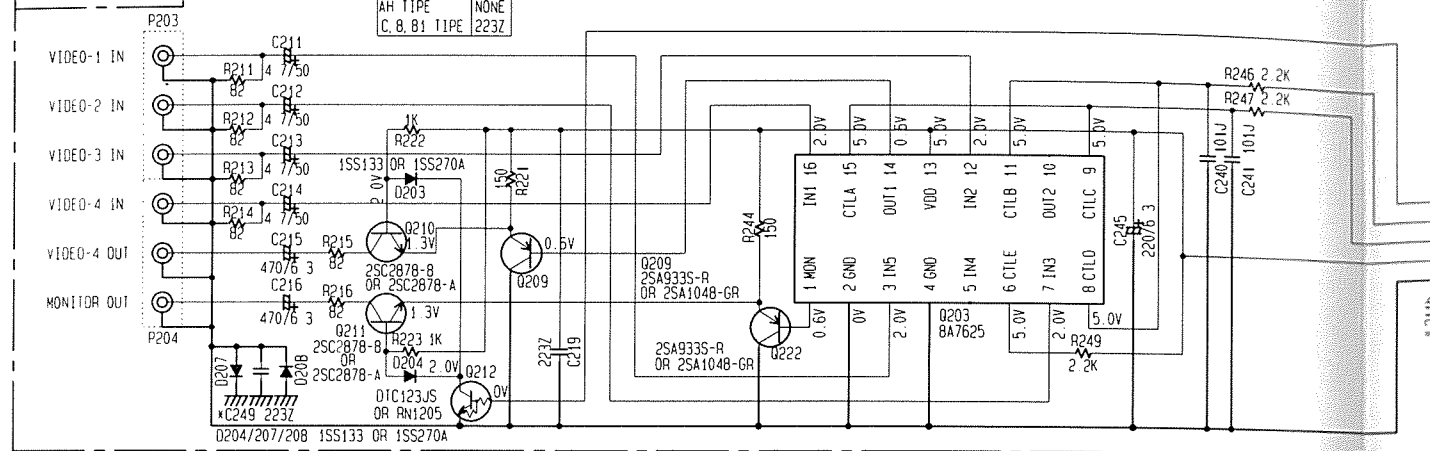 AH TIPE NONE
C, 8, B1 TIPE 223Z
P203
VIDEO-1 IN
C211
R211
82
4 7/50
VIDEO-2 IN
C212
R212
82
4 7/50
VIDEO-3 IN
C213
R213
82
4 7/50
VIDEO-4 IN
C214
R214
82
4 7/50
VIDEO-4 OUT
C215
470/6 3
R215
82
MONITOR OUT
C216
470/6 3
R216
82
P204
1K
R222
1SS133 OR 1SS270A
D203
2.0V
Q210
1.3V
2SC2878-B
OR 2SC2878-A
150
R221
0.6V
Q209
1.3V
Q211
2SC2878-B
OR
2SC2878-A
R223 1K
D204 2.0V
Q212
0V
DTC123JS
OR RN1205
D207
D208
*C249 223Z
D204/207/208 1SS133 OR 1SS270A
223Z
C219
Q209
2SA933S-R
OR 2SA1048-GR
2SA933S-R
OR 2SA1048-GR
R244
150
Q222
2.0V
5.0V
0.6V
5.0V
2.0V
5.0V
5.0V
IN1 16
CTLA 15
OUT1 14
VDD 13
IN2 12
CTLB 11
OUT2 10
CTLC 9
1 MON
2 GND
3 IN5
4 GND
5 IN4
6 CTLE
7 IN3
8 CTLD
0.6V
0V
2.0V
Q203
BA7625
5.0V
2.0V
5.0V
R249
2.2K
C245
220/6 3
R246 2.2K
R247 2.2K
C240 101J
C241 101J